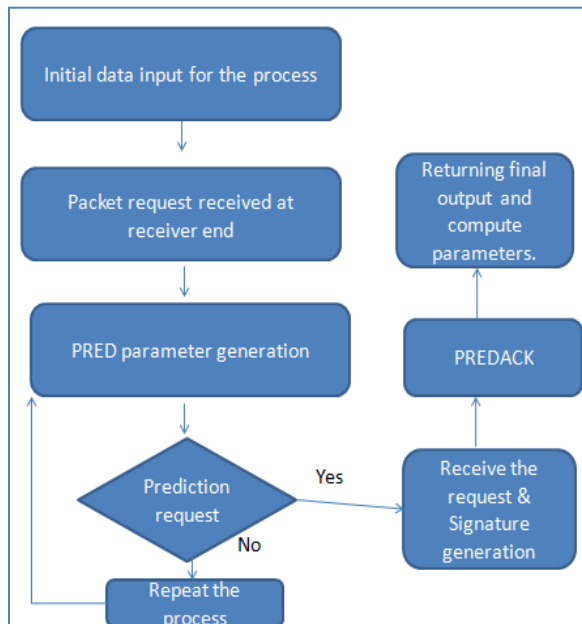 Initial data input for the process
Packet request received at
receiver end
PRED parameter generation
Prediction
request
Yes
No
Repeat the
process
Receive the
request &
Signature
generation
PREDACK
Returning final
output and
compute
parameters.